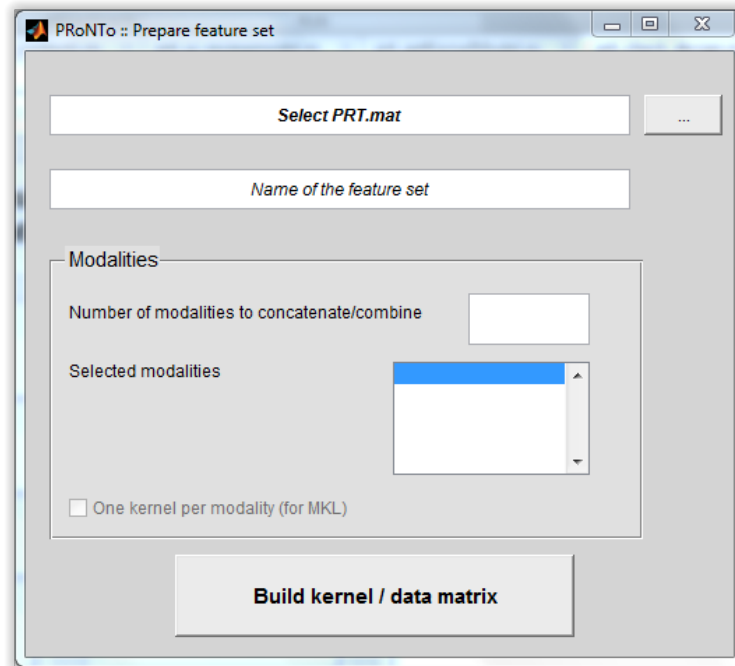 PRoNTo :: Prepare feature set
Select PRT.mat
...
Name of the feature set
Modalities
Number of modalities to concatenate/combine
Selected modalities
One kernel per modality (for MKL)
Build kernel / data matrix